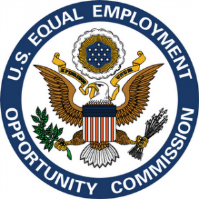 U.S. EQUAL EMPLOYMENT
OPPORTUNITY COMMISSION